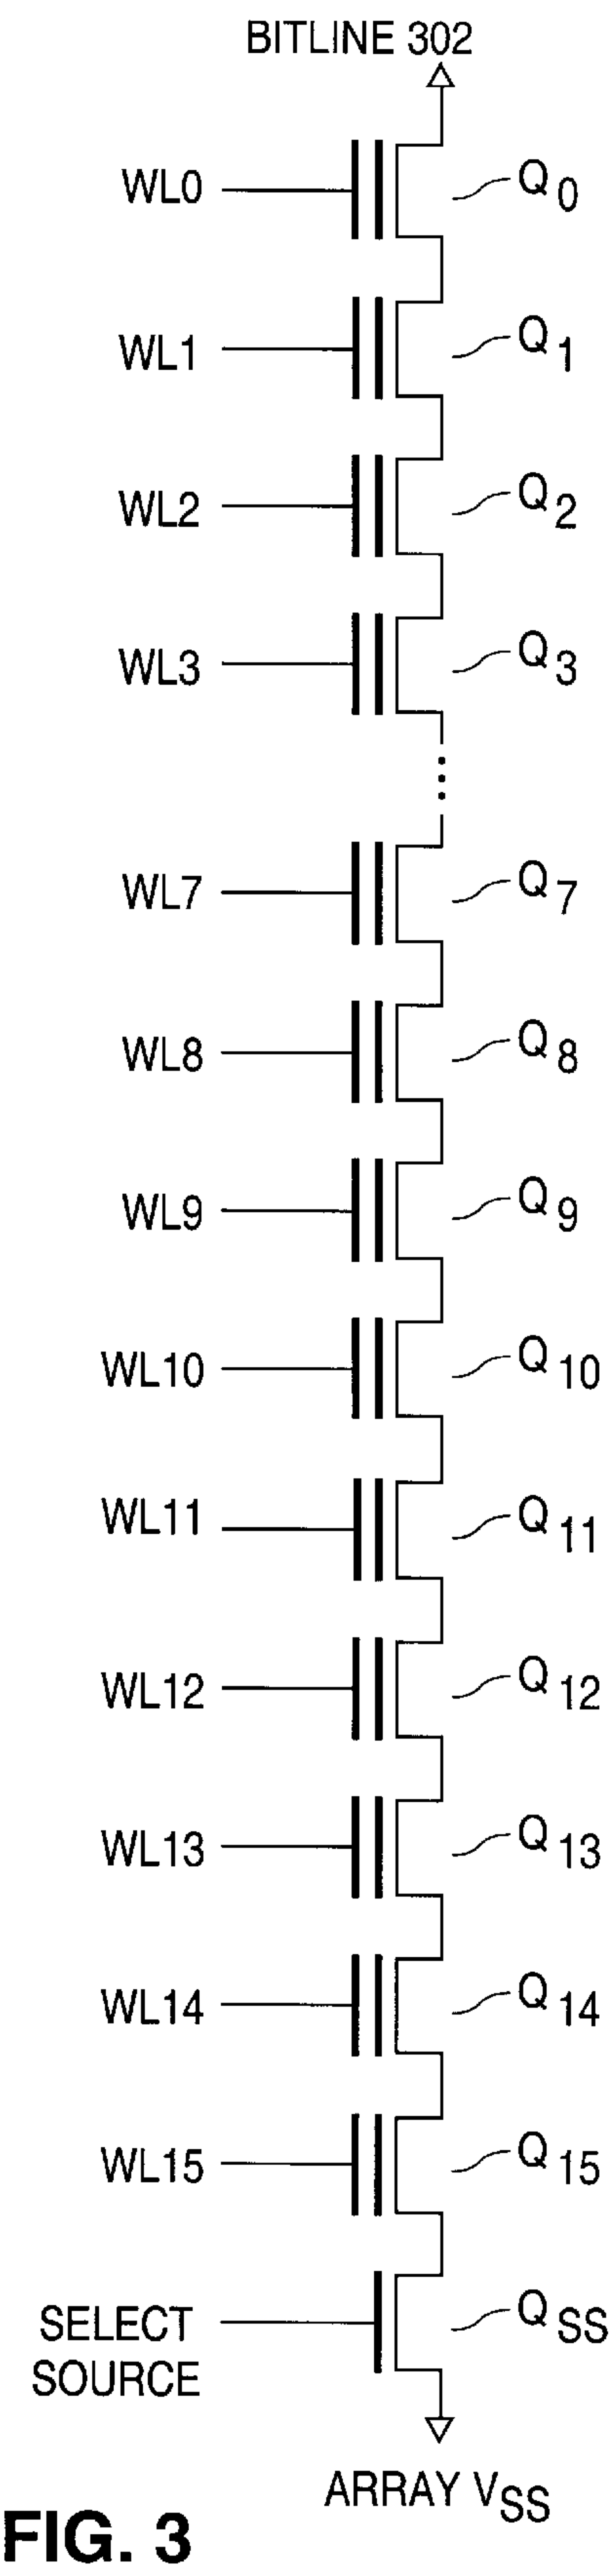 BITLINE 302
WL0 Q0
WL1 Q1
WL2 Q2
WL3 Q3
WL7 Q7
WL8 Q8
WL9 Q9
WL10 Q10
WL11 Q11
WL12 Q12
WL13 Q13
WL14 Q14
WL15 Q15
SELECT QSS
SOURCE
ARRAY VSS
FIG. 3